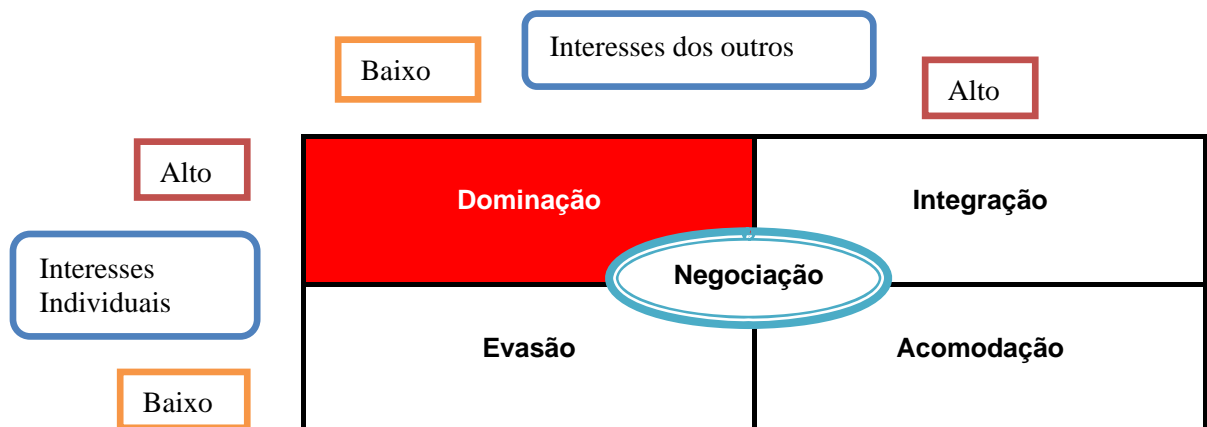 Interesses dos outros
Baixo
Alto
Alto
Dominação
Integração
Interesses
Individuais
Negociação
Evasão
Acomodação
Baixo